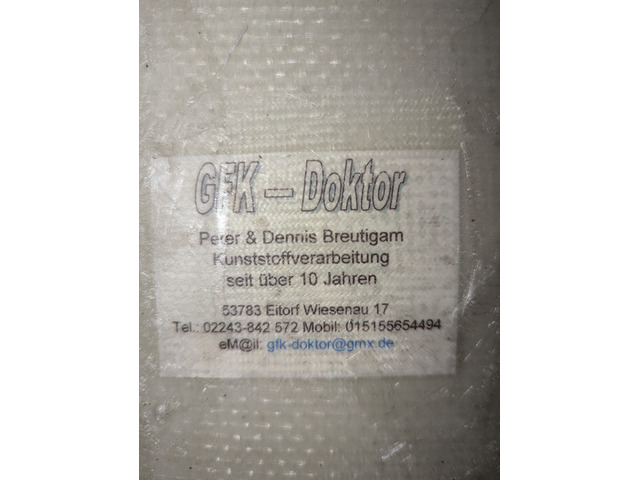 GFK - Doktor
Peter & Dennis Breutigam
Kunststoffverarbeitung
seit über 10 Jahren
53783 Eitorf Wiesenau 17
Tel.: 02243-842 572 Mobil: 015155654494
eM@il: gfk-doktor@gmx.de